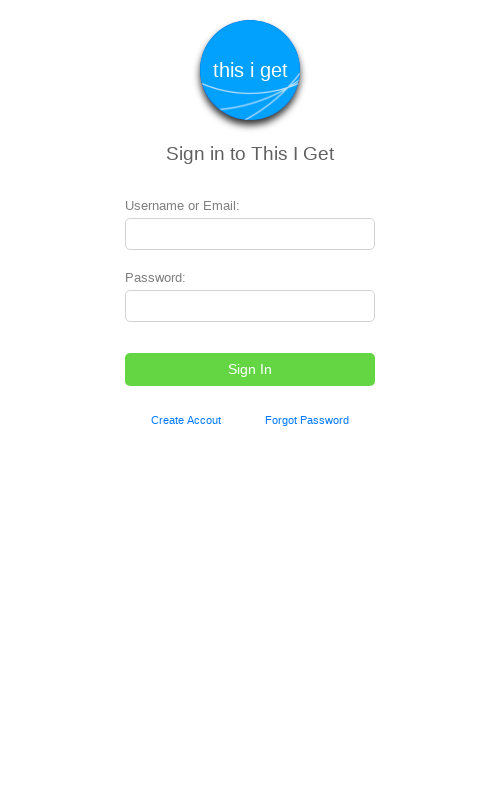 this i get
Sign in to This I Get
Username or Email:
Password:
Sign In
Create Accout
Forgot Password